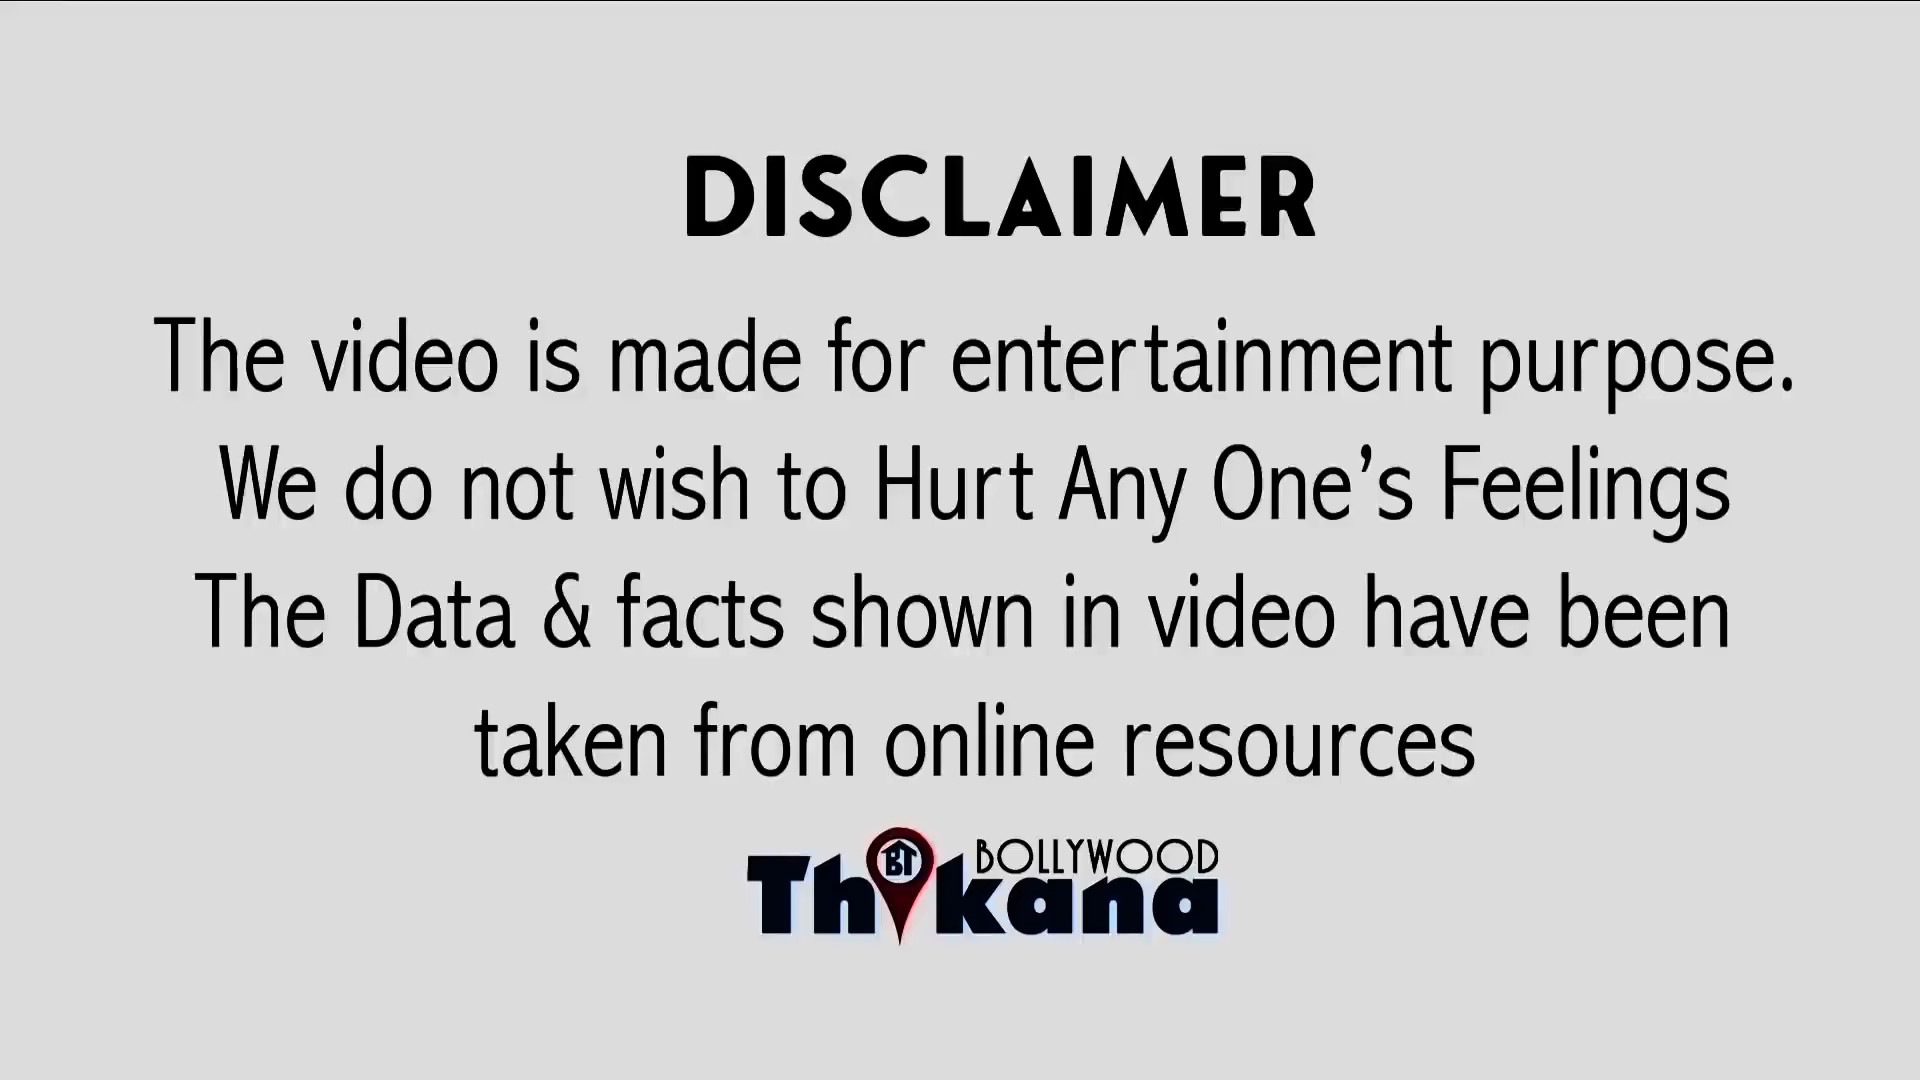 DISCLAIMER
The video is made for entertainment purpose.
We do not wish to Hurt Any One’s Feelings
The Data & facts shown in video have been
taken from online resources
BOLLYWOOD
BT
Thikana